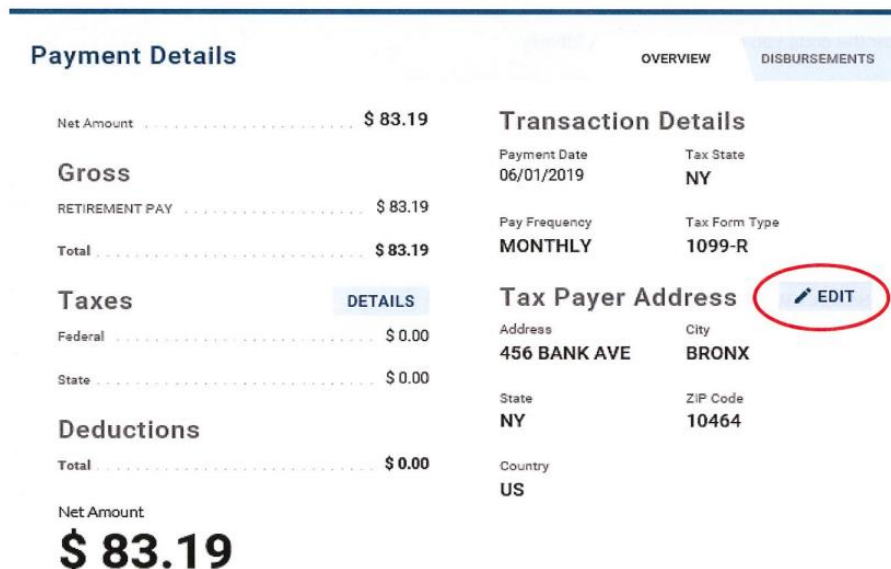 Payment Details
OVERVIEW
DISBURSEMENTS
Net Amount $ 83.19
Gross
RETIREMENT PAY $ 83.19
Total $ 83.19
Taxes DETAILS
Federal $ 0.00
State $ 0.00
Deductions
Total $ 0.00
Net Amount
$ 83.19
Transaction Details
Payment Date Tax State
06/01/2019 NY
Pay Frequency Tax Form Type
MONTHLY 1099-R
Tax Payer Address EDIT
Address City
456 BANK AVE BRONX
State ZIP Code
NY 10464
Country
US